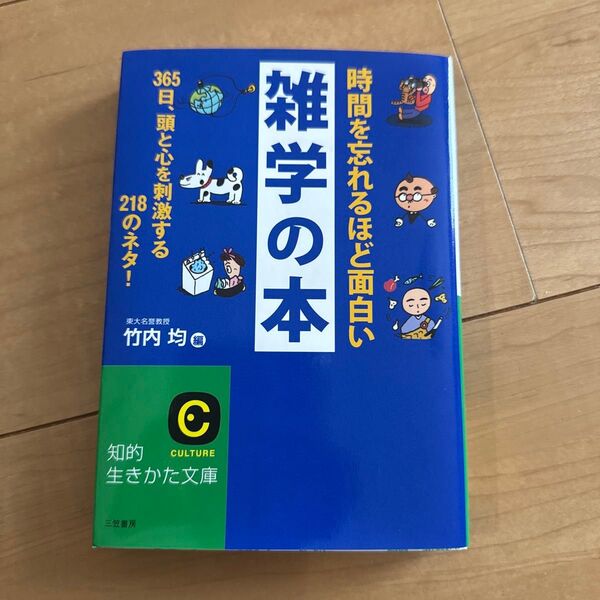 時間を忘れるほど面白い
雑学の本
365日、頭と心を刺激する
218のネタ!
東大名誉教授
竹内 均 編
C
CULTURE
知的
生きかた文庫
三笠書房